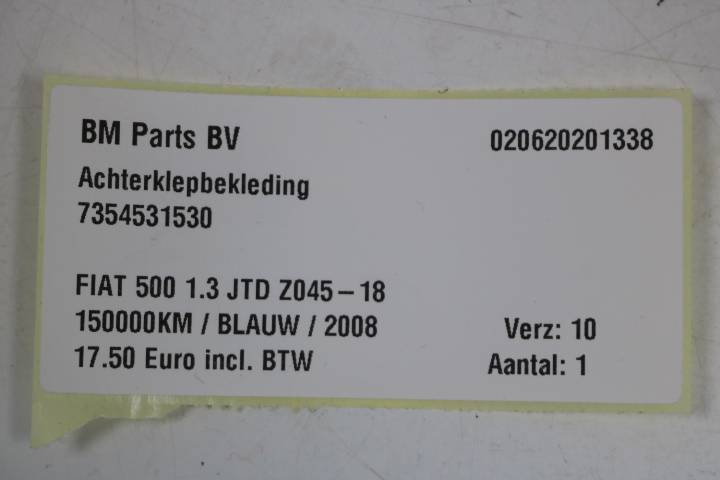 BM Parts BV 020620201338
Achterklepbekleding
7354531530
FIAT 500 1.3 JTD Z045-18
150000KM / BLAUW / 2008 Verz: 10
17.50 Euro incl. BTW Aantal: 1